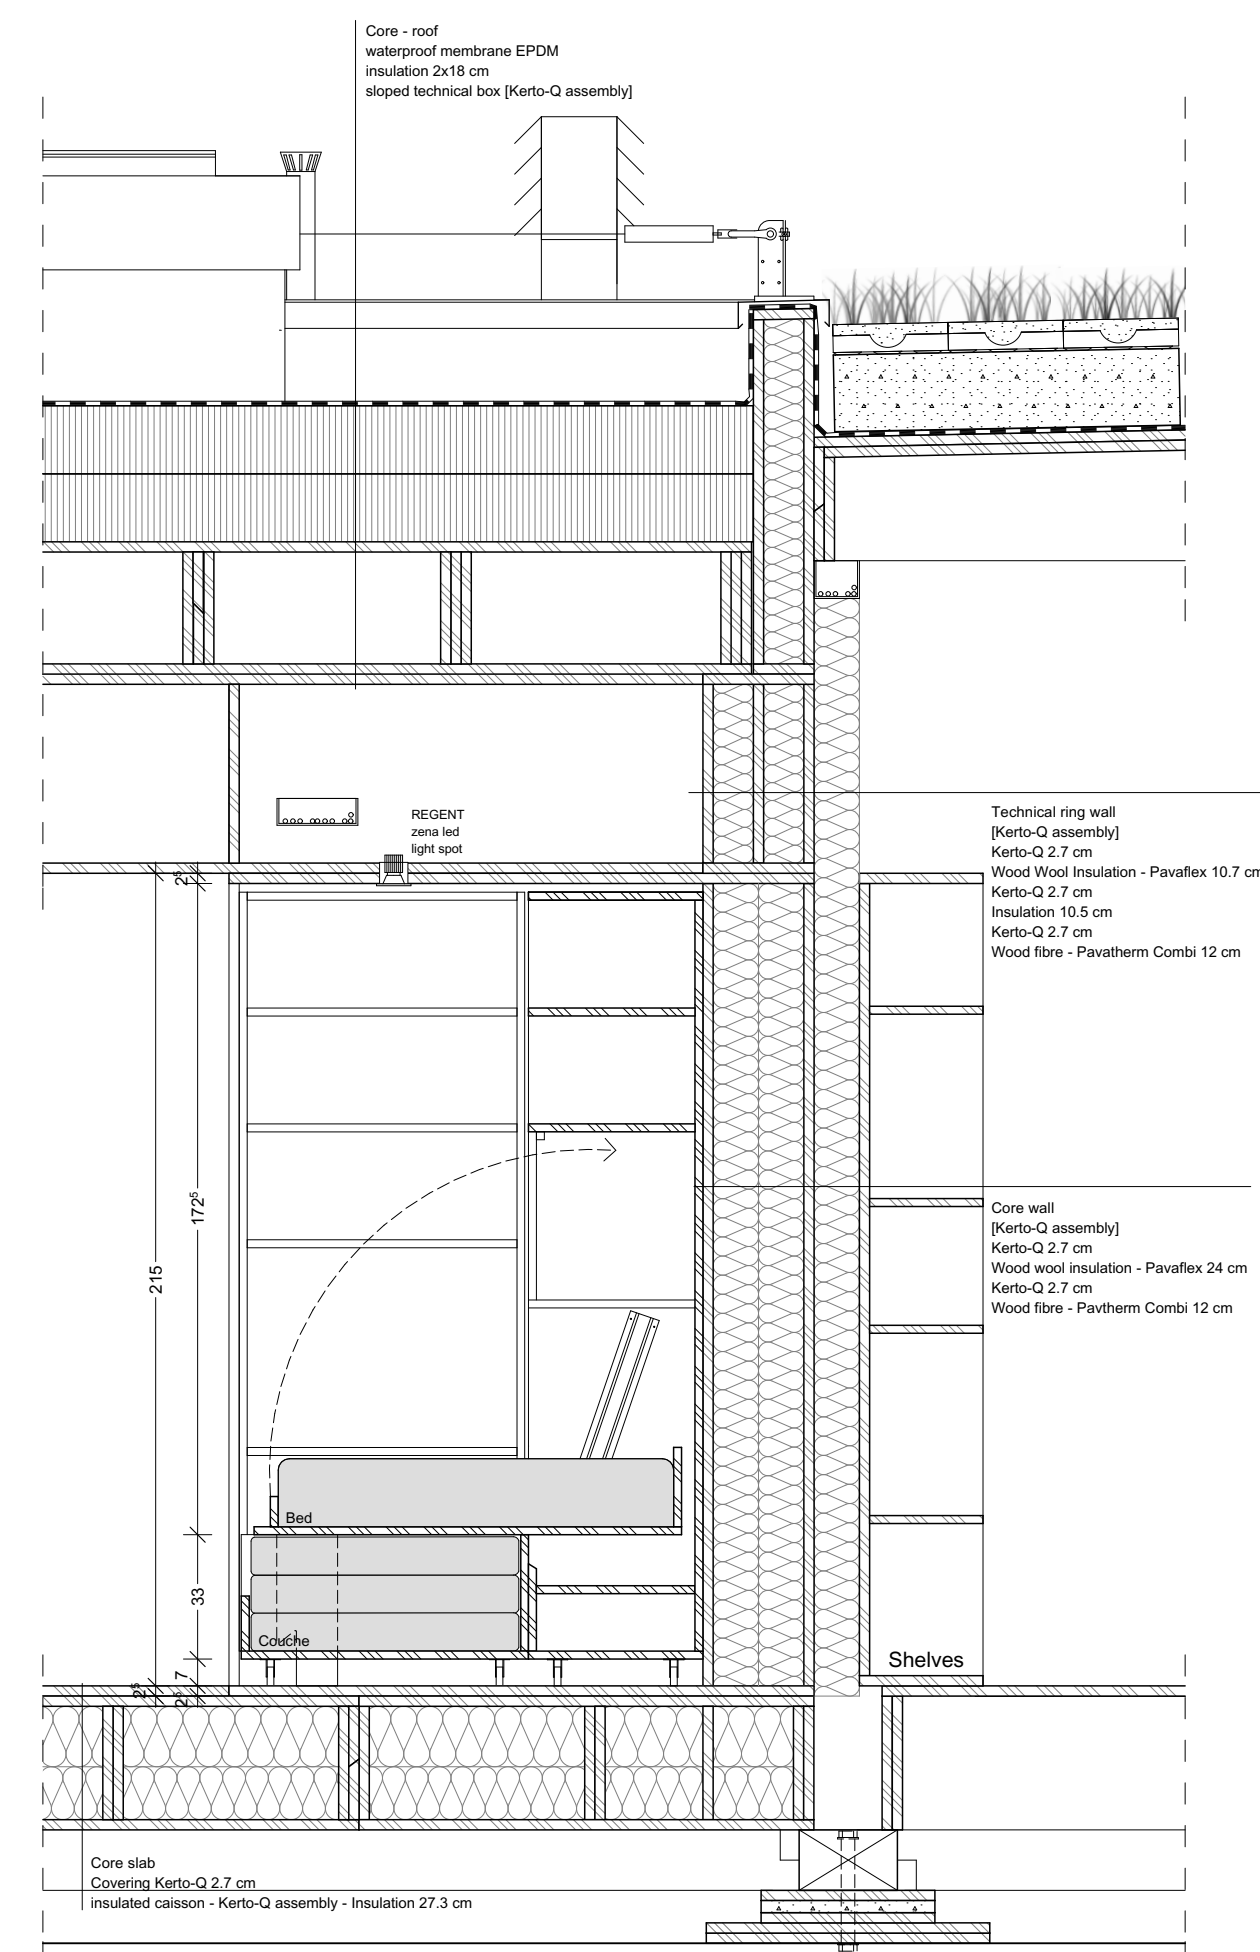 Core - roof
waterproof membrane EPDM
insulation 2x18 cm
sloped technical box [Kerto-Q assembly]
REGENT
zena led
light spot
Technical ring wall
[Kerto-Q assembly]
Kerto-Q 2.7 cm
Wood Wool Insulation - Pavaflex 10.7 cm
Kerto-Q 2.7 cm
Insulation 10.5 cm
Kerto-Q 2.7 cm
Wood fibre - Pavatherm Combi 12 cm
2⁵
172⁵
215
Core wall
[Kerto-Q assembly]
Kerto-Q 2.7 cm
Wood wool insulation - Pavaflex 24 cm
Kerto-Q 2.7 cm
Wood fibre - Pavtherm Combi 12 cm
Bed
33
Couche
Shelves
7
2⁵
2⁵
Core slab
Covering Kerto-Q 2.7 cm
insulated caisson - Kerto-Q assembly - Insulation 27.3 cm